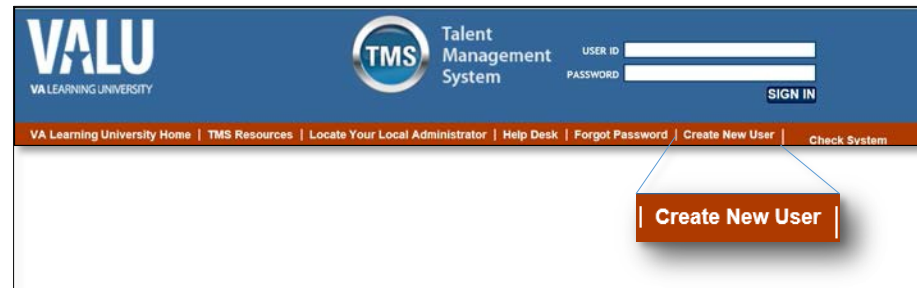 VALU
VA LEARNING UNIVERSITY
TMS
Talent
Management
System
USER ID
PASSWORD
SIGN IN
VA Learning University Home | TMS Resources | Locate Your Local Administrator | Help Desk | Forgot Password | Create New User | Check System
| Create New User |